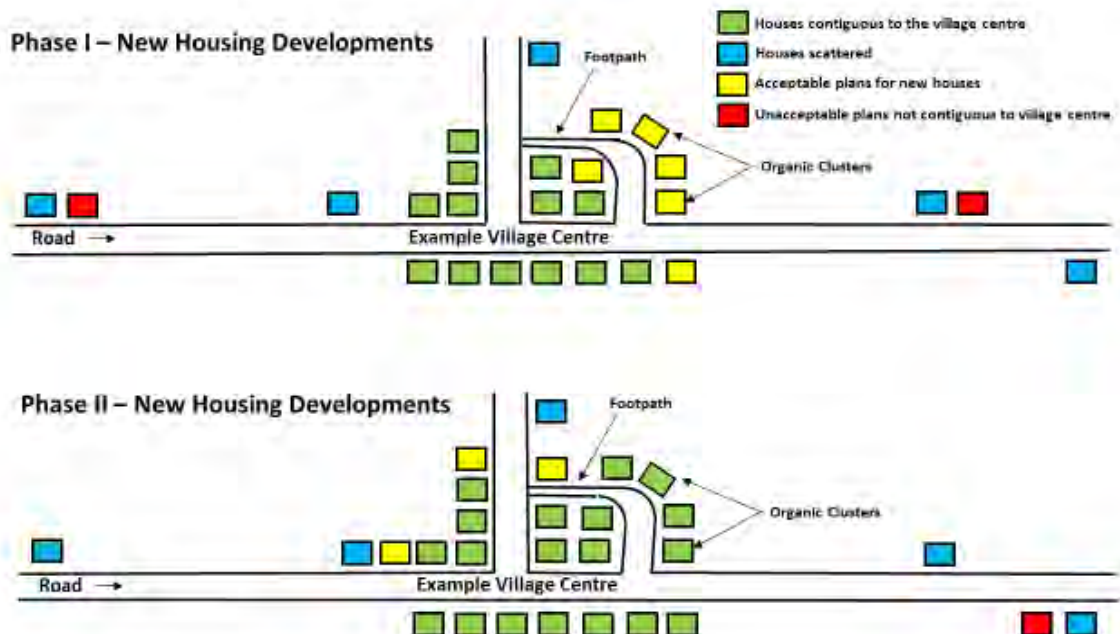 Phase I – New Housing Developments
Houses contiguous to the village centre
Houses scattered
Acceptable plans for new houses
Unacceptable plans not contiguous to village centre
Footpath
Organic Clusters
Road →
Example Village Centre
Phase II – New Housing Developments
Footpath
Organic Clusters
Example Village Centre
Road →